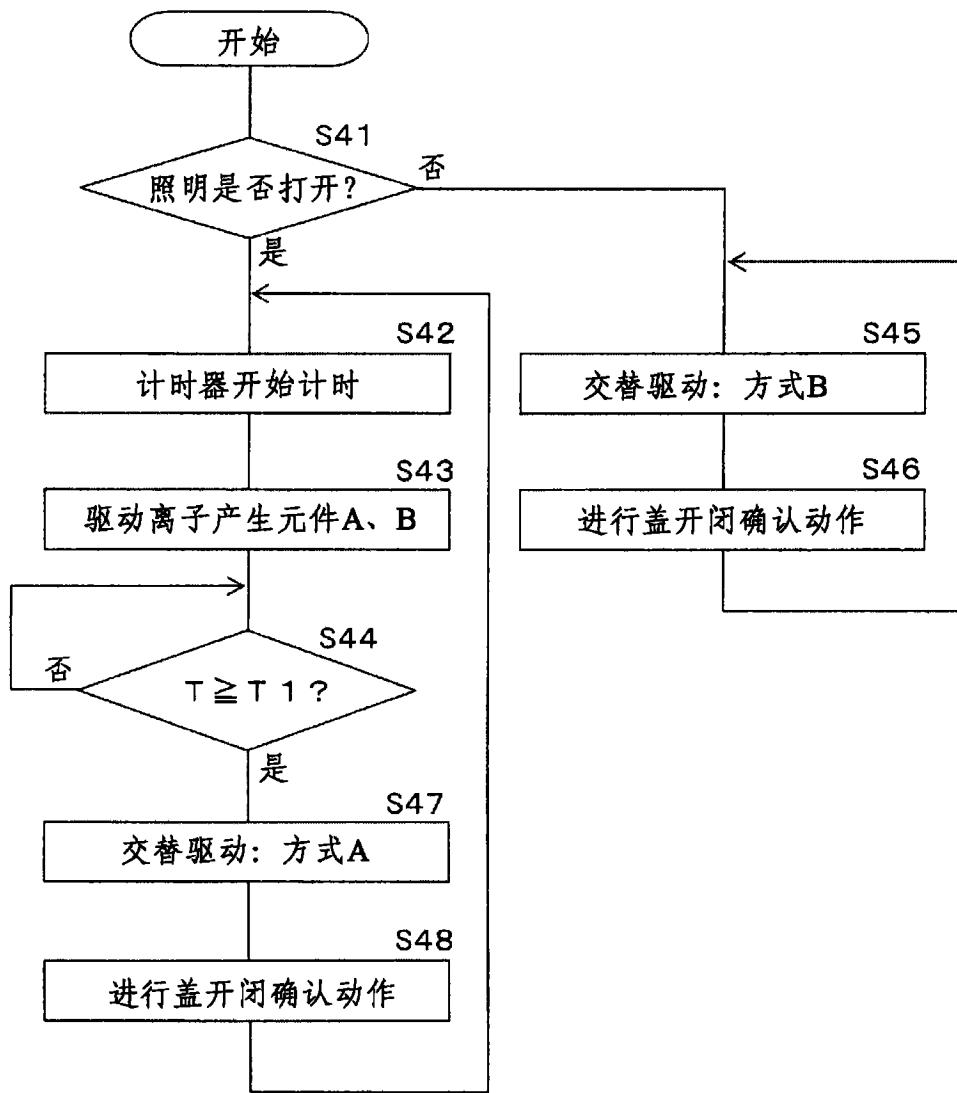 开始
S41
照明是否打开?
否
是
S42
计时器开始计时
S43
驱动离子产生元件A、B
S44
T≧T1?
否
是
S47
交替驱动: 方式A
S48
进行盖开闭确认动作
S45
交替驱动: 方式B
S46
进行盖开闭确认动作